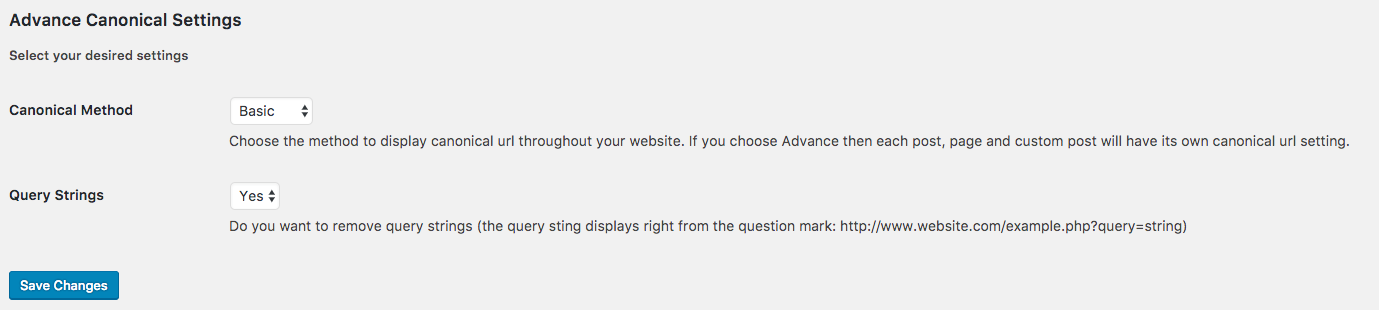 Advance Canonical Settings
Select your desired settings
Canonical Method
Basic
Choose the method to display canonical url throughout your website. If you choose Advance then each post, page and custom post will have its own canonical url setting.
Query Strings
Yes
Do you want to remove query strings (the query sting displays right from the question mark: http://www.website.com/example.php?query=string)
Save Changes